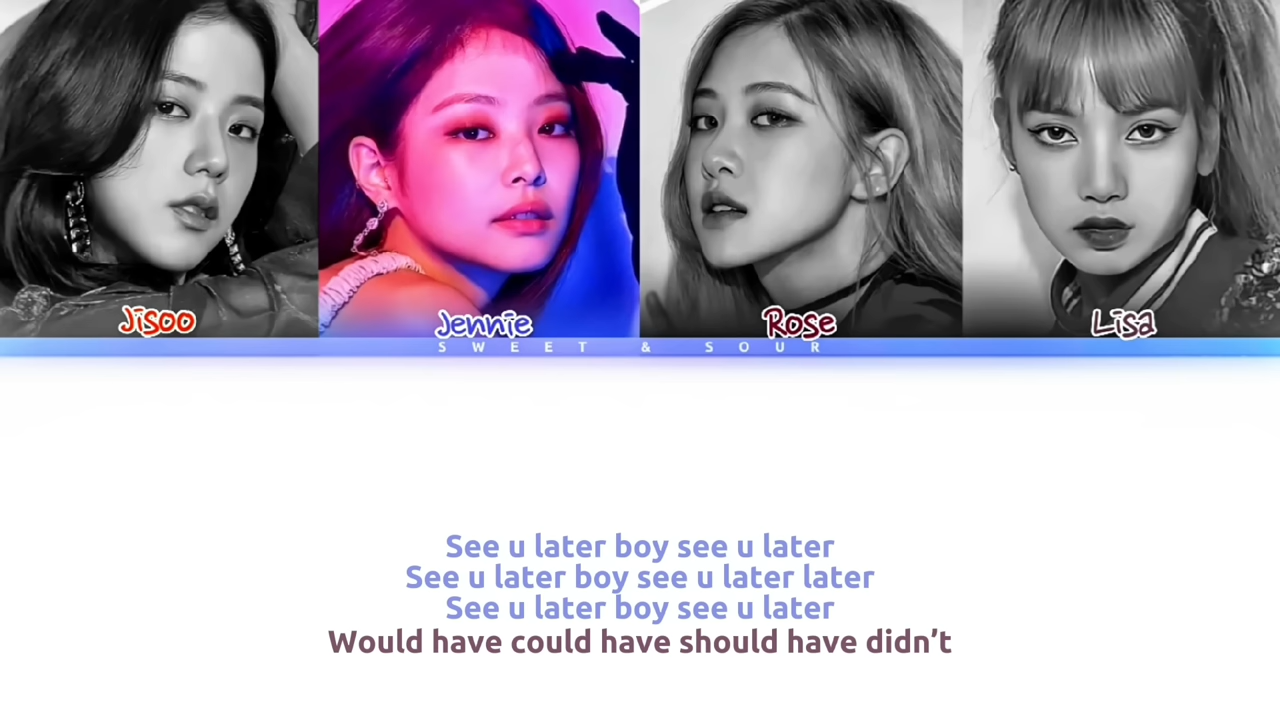 Jisoo
Jennie
Rose
Lisa
SWEET & SOUR
See u later boy see u later
See u later boy see u later later
See u later boy see u later
Would have could have should have didn’t